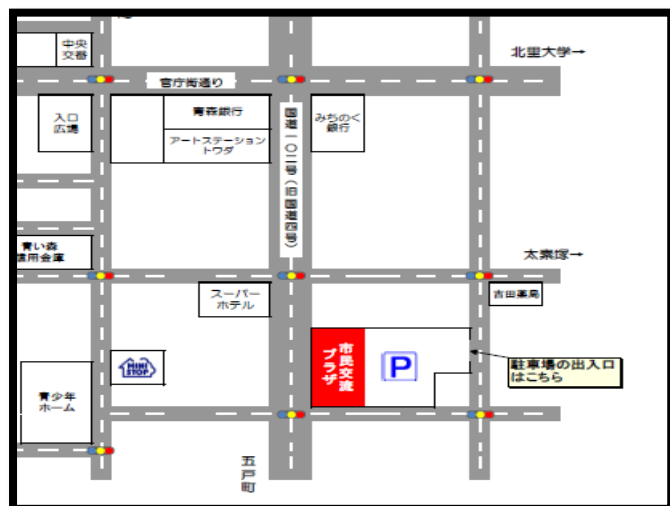 中央
交番
北里大学→
官庁街通り
入口
広場
青森銀行
アートステーション
トワダ
国道一〇二号(旧国道四号)
みちのく
銀行
青い森
信用金庫
太素塚→
スーパー
ホテル
吉田薬局
MINI
STOP
市民交流
プラザ
P
駐車場の出入口
はこちら
青少年
ホーム
五戸町